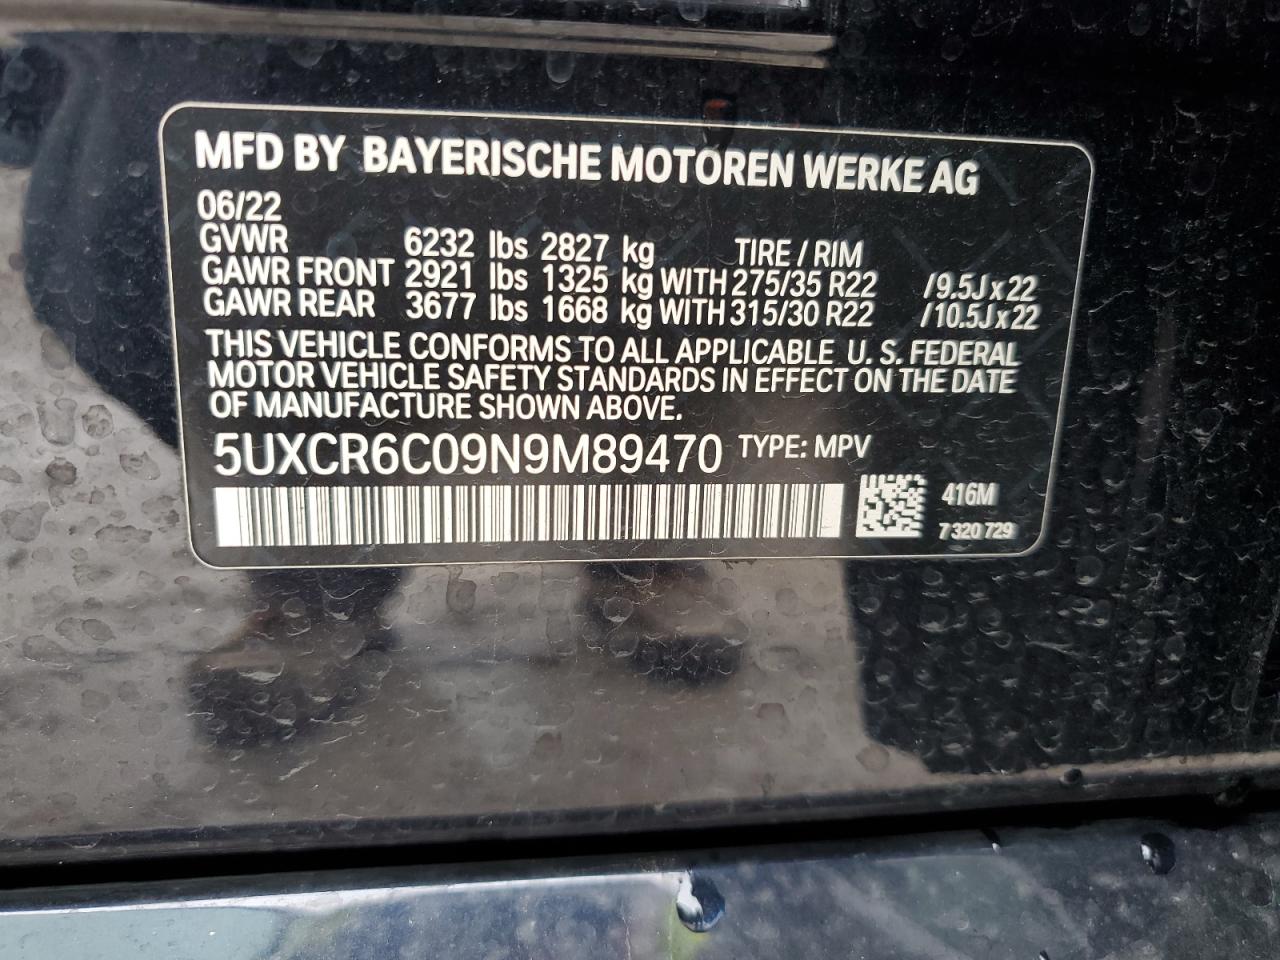 MFD BY BAYERISCHE MOTOREN WERKE AG
06/22
GVWR 6232 lbs 2827 kg TIRE / RIM
GAWR FRONT 2921 lbs 1325 kg WITH 275/35 R22 /9.5J x 22
GAWR REAR 3677 lbs 1668 kg WITH 315/30 R22 /10.5J x 22
THIS VEHICLE CONFORMS TO ALL APPLICABLE U. S. FEDERAL
MOTOR VEHICLE SAFETY STANDARDS IN EFFECT ON THE DATE
OF MANUFACTURE SHOWN ABOVE.
5UXCR6C09N9M89470 TYPE: MPV
416M
7 320 729